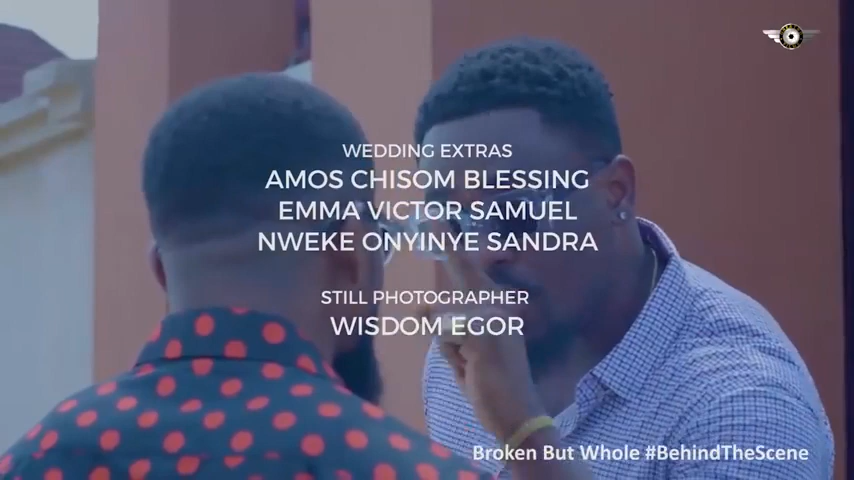 WEDDING EXTRAS
AMOS CHISOM BLESSING
EMMA VICTOR SAMUEL
NWEKE ONYINYE SANDRA
STILL PHOTOGRAPHER
WISDOM EGOR
Broken But Whole #BehindTheScene